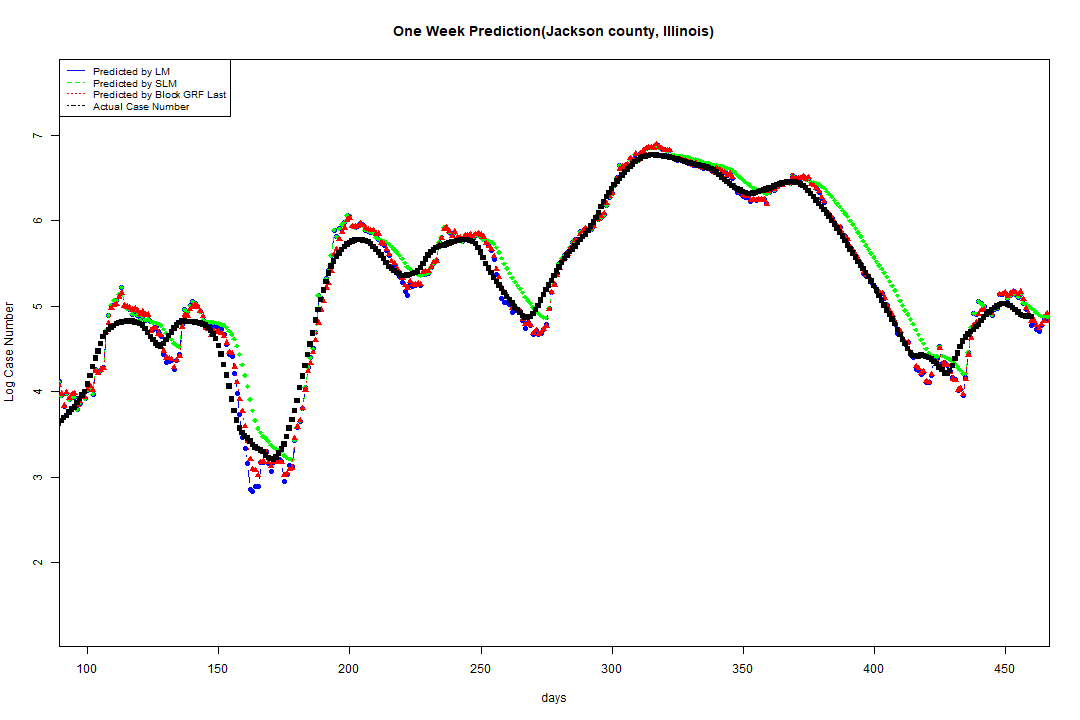 One Week Prediction(Jackson county, Illinois)
Predicted by LM
Predicted by SLM
Predicted by Block GRF Last
Actual Case Number
7
6
5
4
3
2
Log Case Number
100 150 200 250 300 350 400 450
days